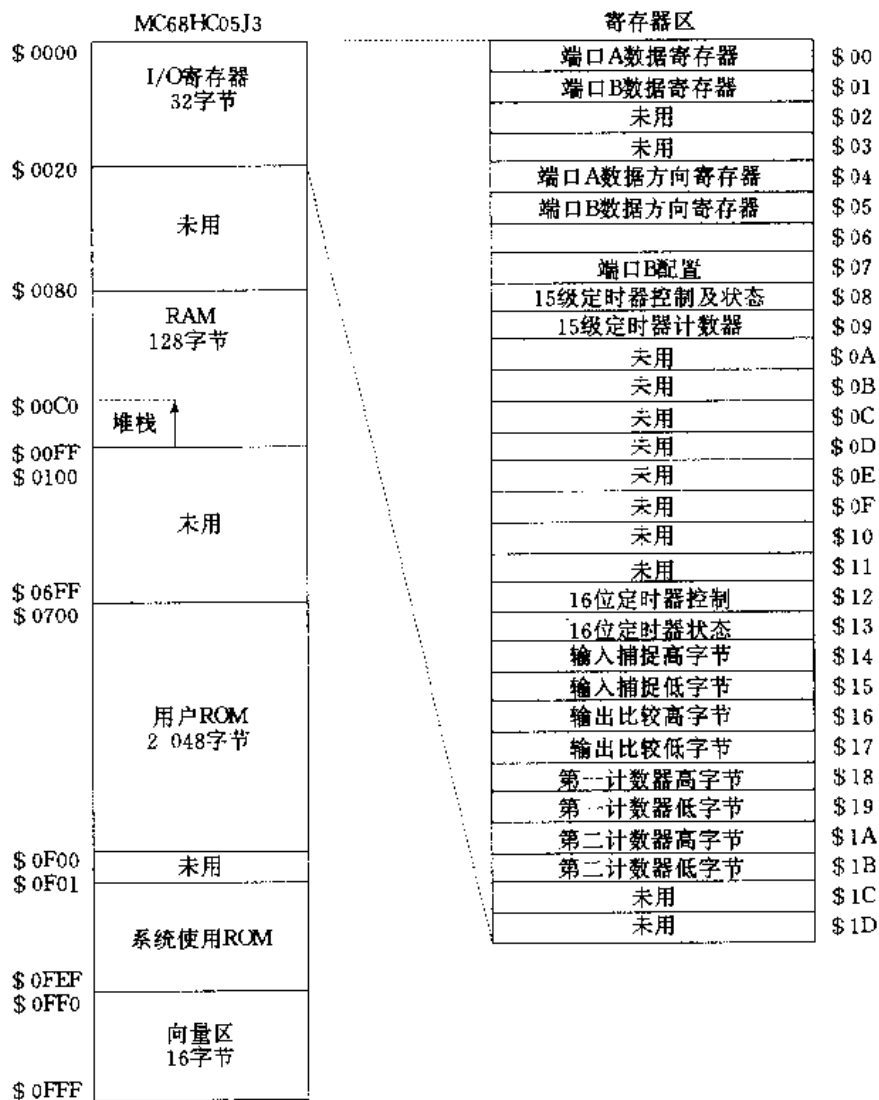 MC68HC05J3
$0000
I/O寄存器
32字节
$0020
未用
$0080
RAM
128字节
$00C0
堆栈
$00FF
$0100
未用
$06FF
$0700
用户ROM
2 048字节
$0F00
未用
$0F01
系统使用ROM
$0FEF
$0FF0
向量区
16字节
$0FFF
寄存器区
端口A数据寄存器 $00
端口B数据寄存器 $01
未用 $02
未用 $03
端口A数据方向寄存器 $04
端口B数据方向寄存器 $05
$06
端口B配置 $07
15级定时器控制及状态 $08
15级定时器计数器 $09
未用 $0A
未用 $0B
未用 $0C
未用 $0D
未用 $0E
未用 $0F
未用 $10
未用 $11
16位定时器控制 $12
16位定时器状态 $13
输入捕捉高字节 $14
输入捕捉低字节 $15
输出比较高字节 $16
输出比较低字节 $17
第一计数器高字节 $18
第一计数器低字节 $19
第二计数器高字节 $1A
第二计数器低字节 $1B
未用 $1C
未用 $1D